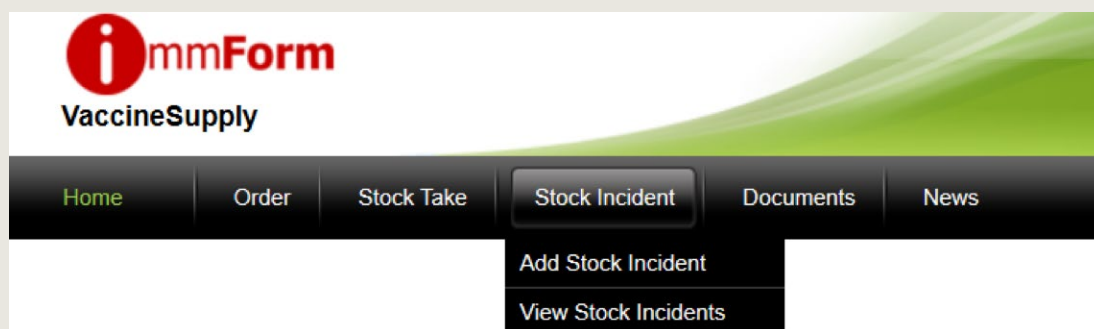 immForm
VaccineSupply
Home Order Stock Take Stock Incident Documents News
Add Stock Incident
View Stock Incidents